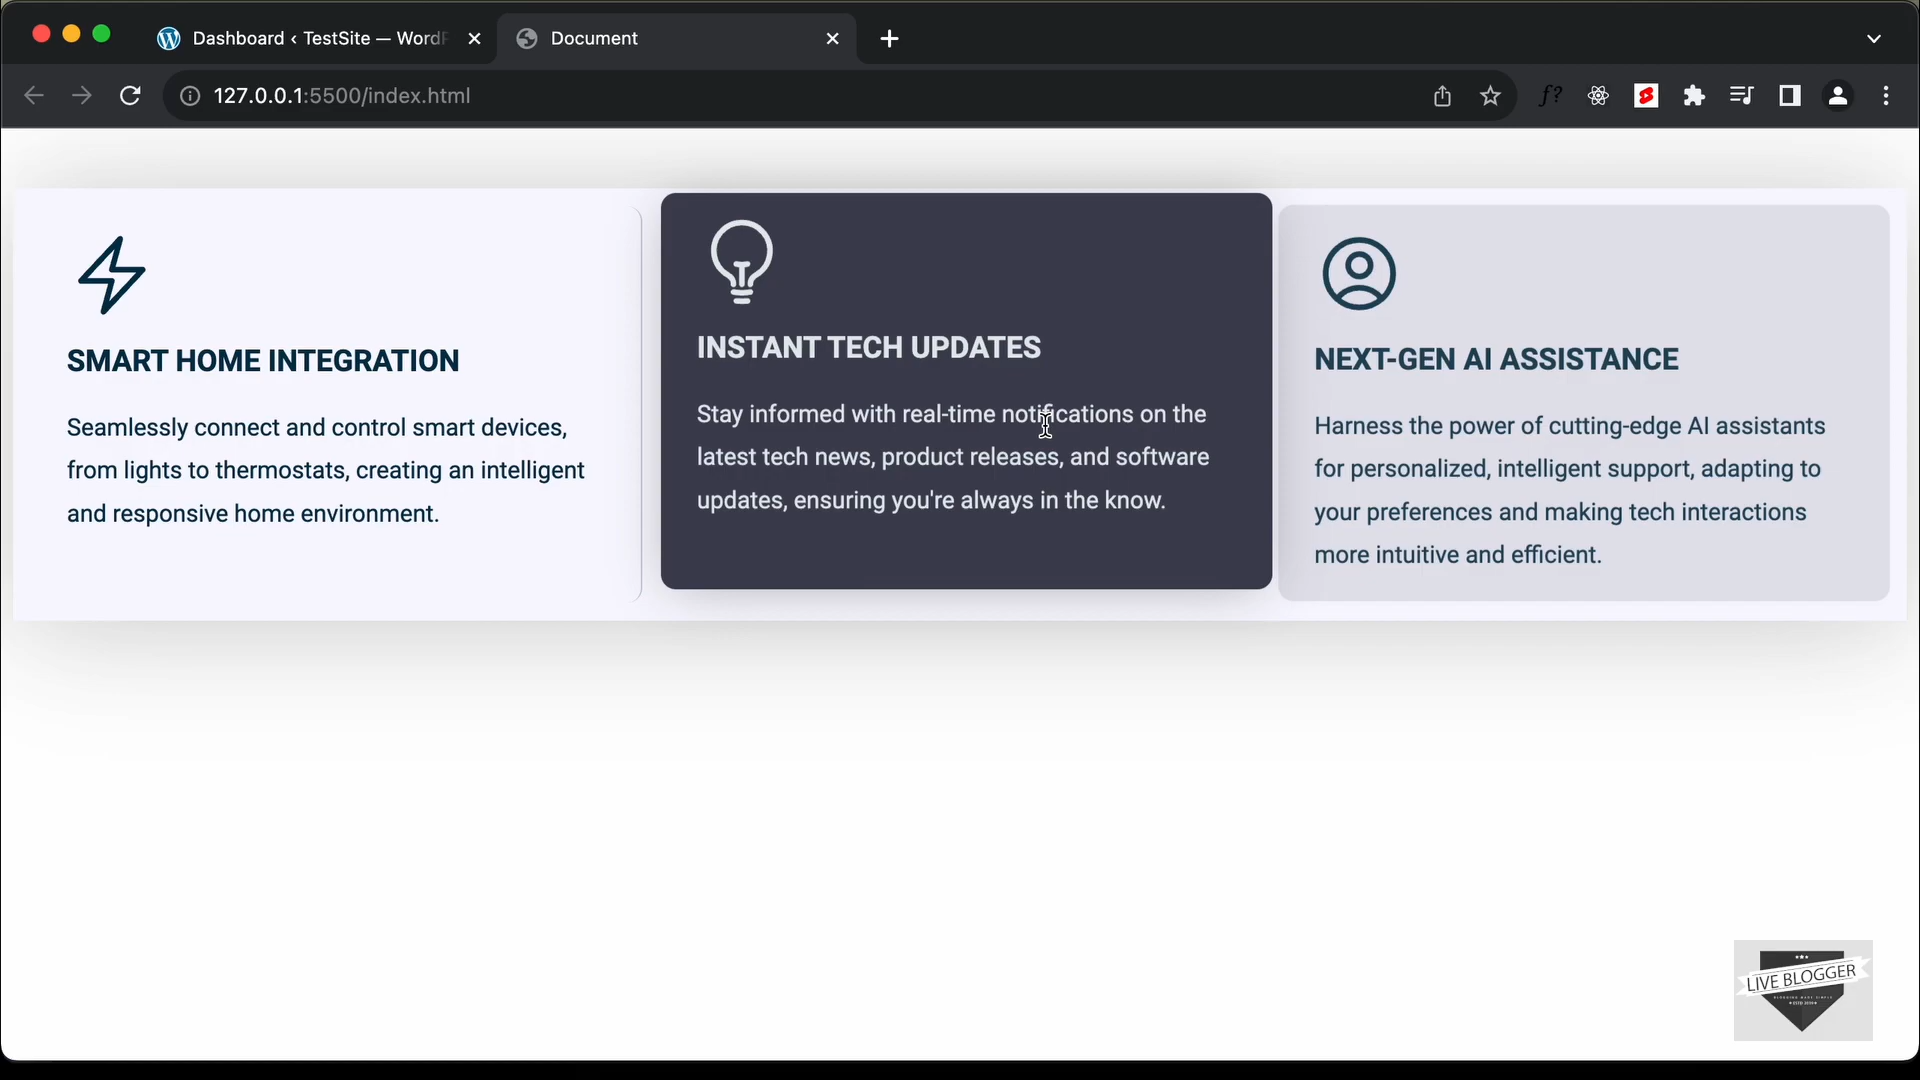 Dashboard ‹ TestSite — WordP
Document
127.0.0.1:5500/index.html
f?
SMART HOME INTEGRATION
Seamlessly connect and control smart devices,
from lights to thermostats, creating an intelligent
and responsive home environment.
INSTANT TECH UPDATES
Stay informed with real-time notifications on the
latest tech news, product releases, and software
updates, ensuring you're always in the know.
NEXT-GEN AI ASSISTANCE
Harness the power of cutting-edge AI assistants
for personalized, intelligent support, adapting to
your preferences and making tech interactions
more intuitive and efficient.
LIVE BLOGGER